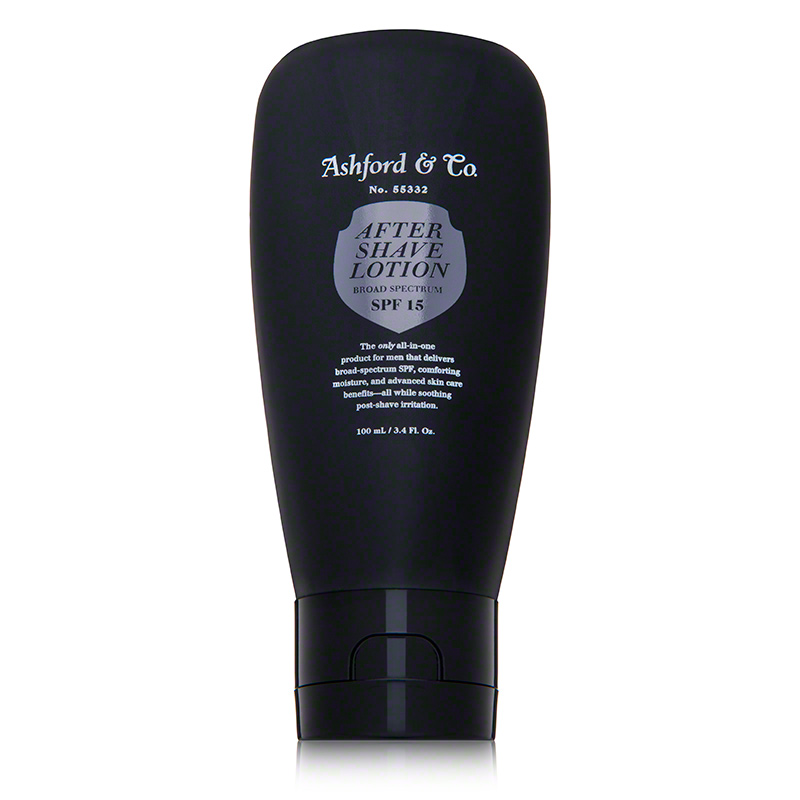 Ashford & Co.
No. 55332
AFTER
SHAVE
LOTION
BROAD SPECTRUM
SPF 15
The only all-in-one
product for men that delivers
broad-spectrum SPF, comforting
moisture, and advanced skin care
benefits—all while soothing
post-shave irritation.
100 mL / 3.4 Fl. Oz.